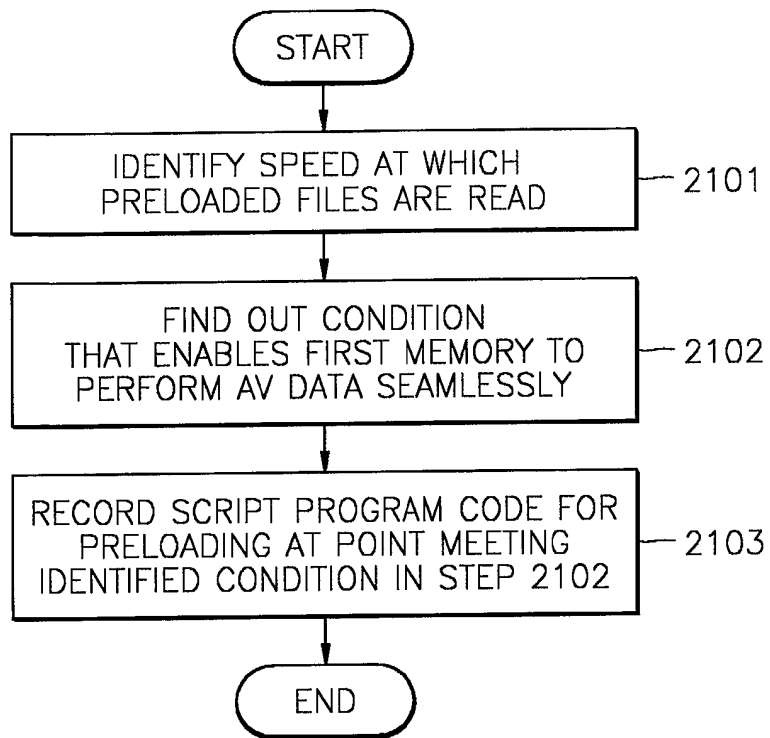 START
IDENTIFY SPEED AT WHICH
PRELOADED FILES ARE READ
2101
FIND OUT CONDITION
THAT ENABLES FIRST MEMORY TO
PERFORM AV DATA SEAMLESSLY
2102
RECORD SCRIPT PROGRAM CODE FOR
PRELOADING AT POINT MEETING
IDENTIFIED CONDITION IN STEP 2102
2103
END